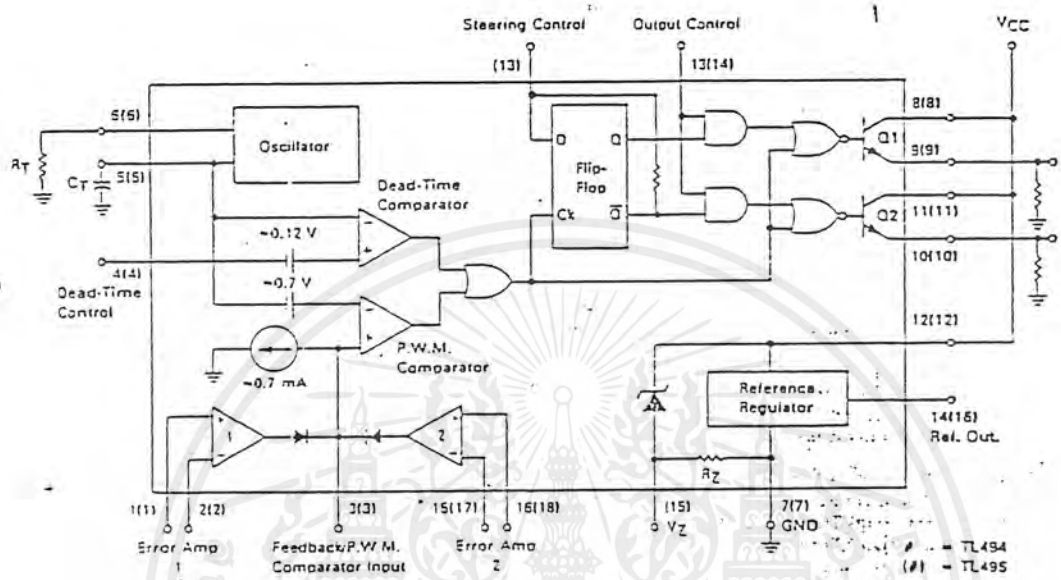 Steering Control
Output Control
VCC
(13)
13(14)
6(6)
RT
Oscillator
5(5)
CT
D
Q
Flip-
Flop
Ck
Q
8(8)
Q1
9(9)
11(11)
Q2
10(10)
Dead-Time
Comparator
≈0.12 V
4(4)
Dead-Time
Control
≈0.7 V
P.W.M.
Comparator
≈0.7 mA
12(12)
Reference
Regulator
14(16)
Ref. Out.
1
2
RZ
1(1)
2(2)
3(3)
15(17)
16(18)
(15)
VZ
7(7)
GND
Error Amp
1
Feedback/P.W.M.
Comparator Input
Error Amp
2
# = TL494
(#) = TL495